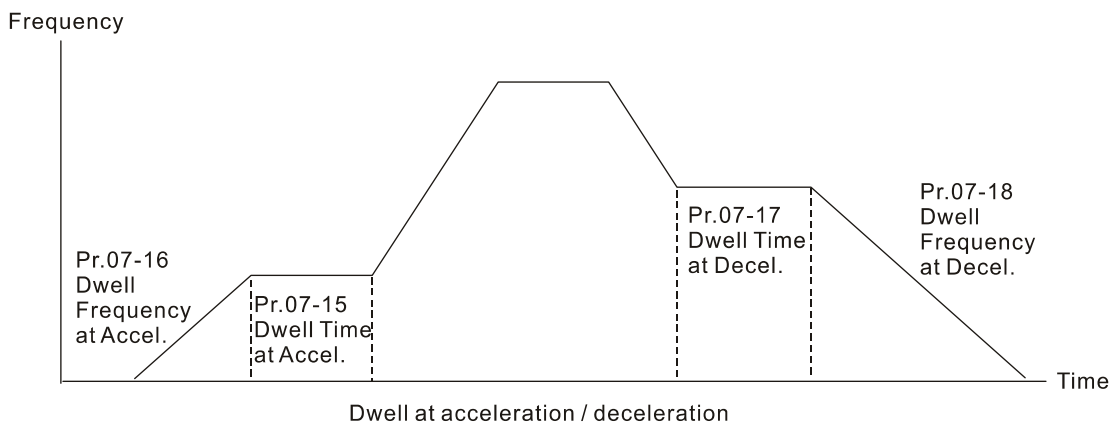 Frequency
Pr.07-16
Dwell
Frequency
at Accel.
Pr.07-15
Dwell Time
at Accel.
Pr.07-17
Dwell Time
at Decel.
Pr.07-18
Dwell
Frequency
at Decel.
Time
Dwell at acceleration / deceleration